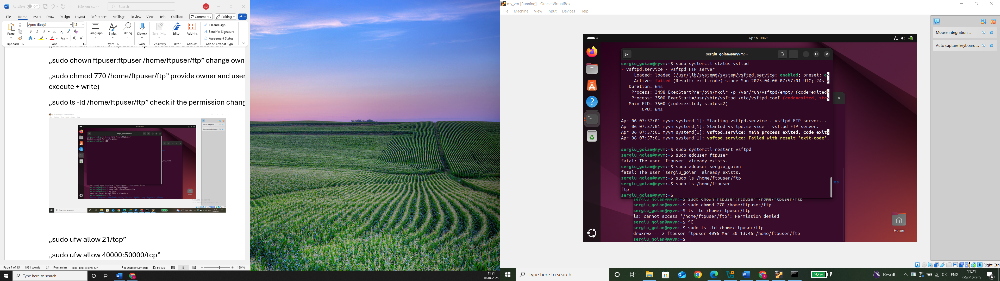 AutoSave Off NSA_vm_s... Search SG
File Home Insert Draw Design Layout References Mailings Review View Help QuillBot Comments Editing
Aptos (Body) 12
Paste
B I U ab x₂ x²
A Aa A A
Paragraph Styles Editing Dictate Sensitivity Editor Add-ins
Fill and Sign
Send for Signature
Agreement Status
Clipboard Font Styles Voice Sensitivity Editor Add-ins Adobe Acrobat Sign
„sudo chown ftpuser:ftpuser /home/ftpuser/ftp” change own
„sudo chmod 770 /home/ftpuser/ftp” provide owner and user
execute + write)
„sudo ls -ld /home/ftpuser/ftp” check if the permission chang
„sudo ufw allow 21/tcp”
„sudo ufw allow 40000:50000/tcp”
Page 7 of 15 1951 words Romanian Text Predictions: On Display Settings Focus 180 %
Type here to search
11:21
06.04.2025
my_vm [Running] - Oracle VirtualBox
File Machine View Input Devices Help
Mouse integration ...
Auto capture keyboard ...
Apr 6 08:21
sergiu_goian@myvm: ~
sergiu_goian@myvm:~$ sudo systemctl status vsftpd
× vsftpd.service - vsftpd FTP server
Loaded: loaded (/usr/lib/systemd/system/vsftpd.service; enabled; preset: e>
Active: failed (Result: exit-code) since Sun 2025-04-06 07:57:01 UTC; 24s >
Duration: 6ms
Process: 3498 ExecStartPre=/bin/mkdir -p /var/run/vsftpd/empty (code=exited>
Process: 3500 ExecStart=/usr/sbin/vsftpd /etc/vsftpd.conf (code=exited, sta>
Main PID: 3500 (code=exited, status=2)
CPU: 6ms
Apr 06 07:57:01 myvm systemd[1]: Starting vsftpd.service - vsftpd FTP server...
Apr 06 07:57:01 myvm systemd[1]: Started vsftpd.service - vsftpd FTP server.
Apr 06 07:57:01 myvm systemd[1]: vsftpd.service: Main process exited, code=exit>
Apr 06 07:57:01 myvm systemd[1]: vsftpd.service: Failed with result 'exit-code'.
sergiu_goian@myvm:~$ sudo systemctl restart vsftpd
sergiu_goian@myvm:~$ sudo adduser ftpuser
fatal: The user `ftpuser' already exists.
sergiu_goian@myvm:~$ sudo adduser sergiu_goian
fatal: The user `sergiu_goian' already exists.
sergiu_goian@myvm:~$ sudo ls /home/ftpuser/ftp
sergiu_goian@myvm:~$ sudo ls /home/ftpuser
ftp
sergiu_goian@myvm:~$
sergiu_goian@myvm:~$ sudo chown ftpuser:ftpuser /home/ftpuser/ftp
sergiu_goian@myvm:~$ sudo chmod 770 /home/ftpuser/ftp
sergiu_goian@myvm:~$ ls -ld /home/ftpuser/ftp
ls: cannot access '/home/ftpuser/ftp': Permission denied
sergiu_goian@myvm:~$ ^C
sergiu_goian@myvm:~$ sudo ls -ld /home/ftpuser/ftp
drwxrwx--- 2 ftpuser ftpuser 4096 Mar 30 13:46 /home/ftpuser/ftp
sergiu_goian@myvm:~$
Home
Right Ctrl
Type here to search
92%
Result
ENG
11:21
06.04.2025
4